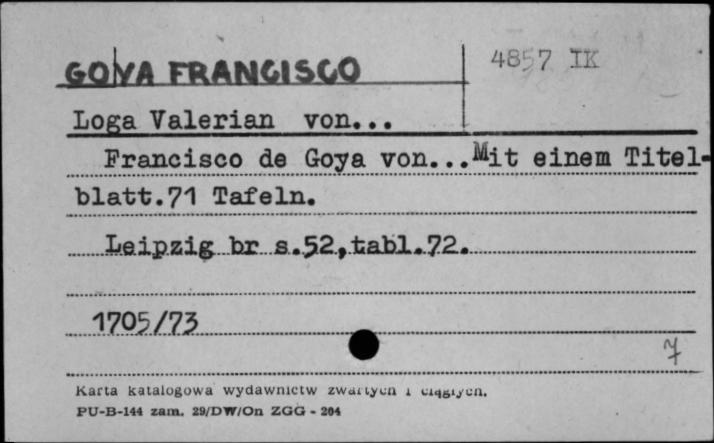 GOYA FRANCISCO
4857 IK
Loga Valerian von...
Francisco de Goya von...Mit einem Titel-
blatt.71 Tafeln.
Leipzig br s.52,tabl.72.
1705/73
7
Karta katalogowa wydawnictw zwartych i ciągłych.
PU-B-144 zam. 29/DW/On ZGG - 204